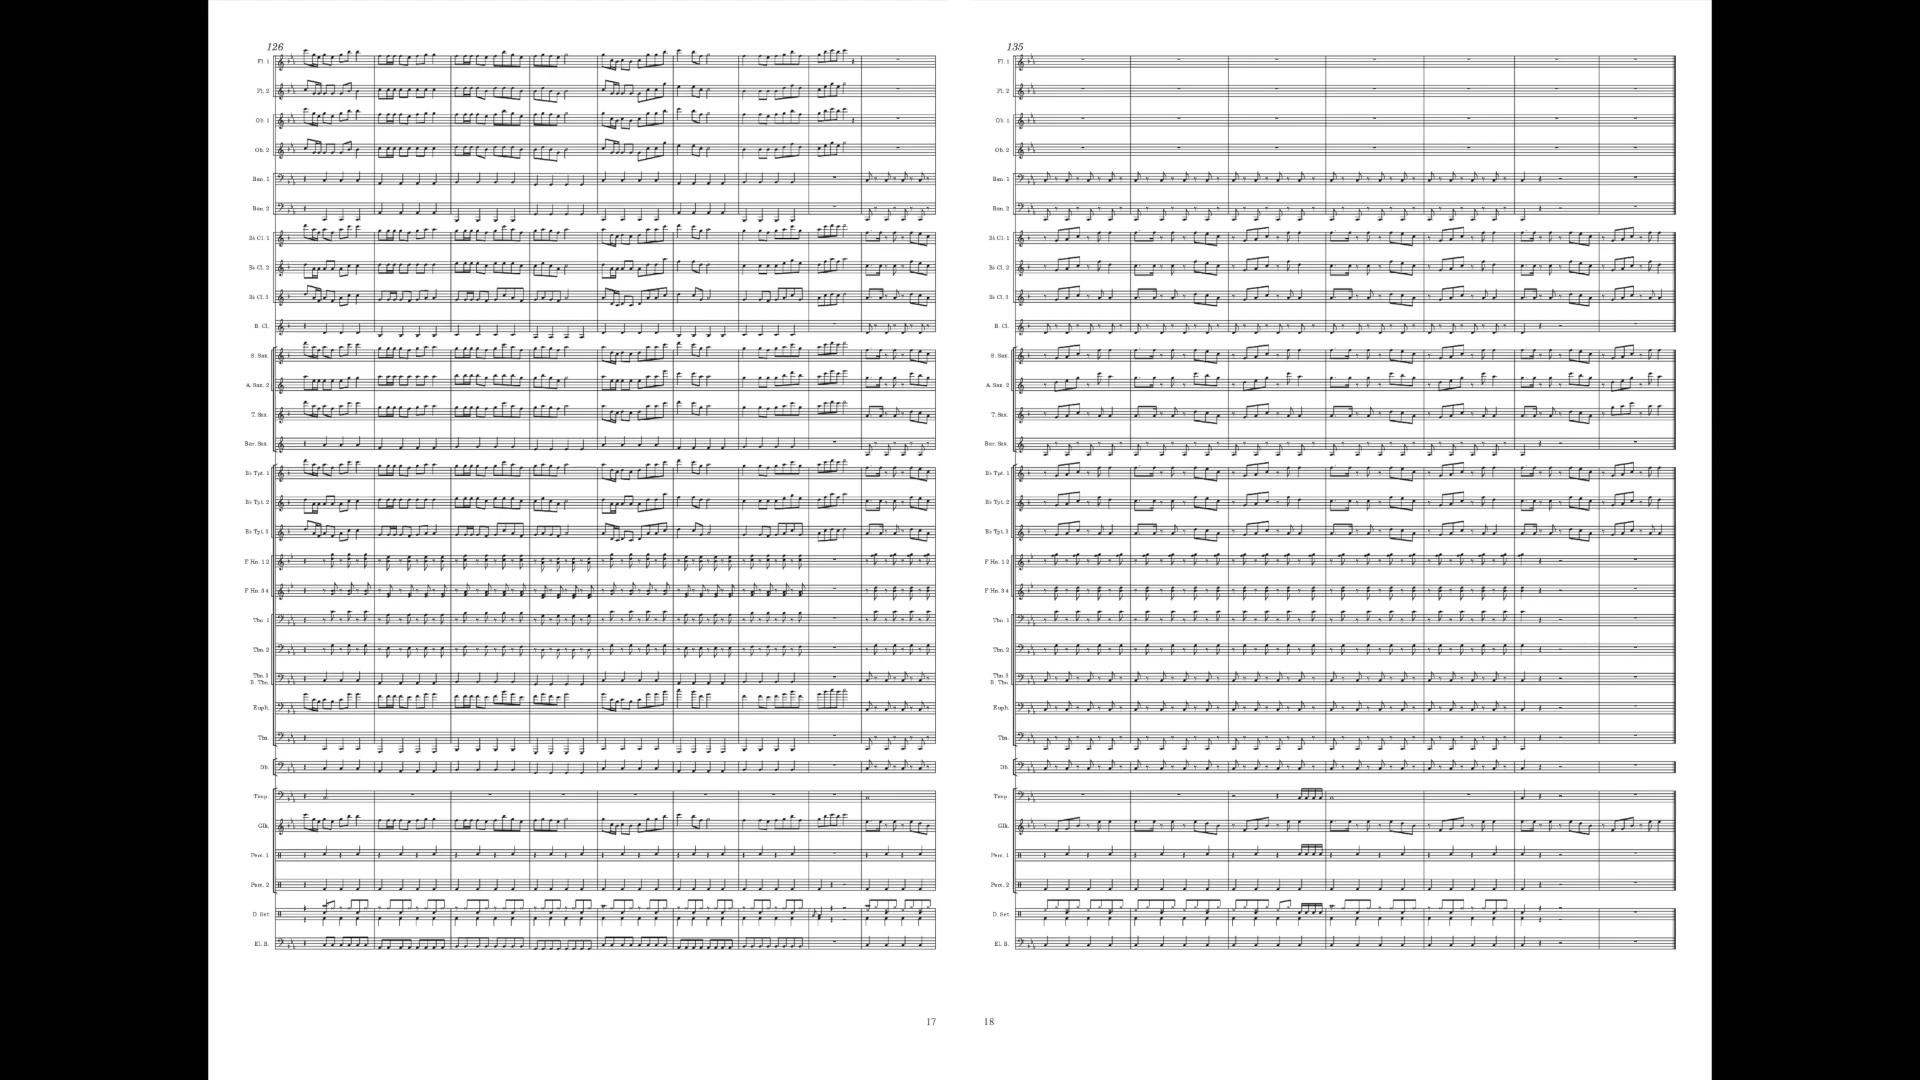 126
Fl. 1
Fl. 2
Ob. 1
Ob. 2
Bsn. 1
Bsn. 2
B♭ Cl. 1
B♭ Cl. 2
B♭ Cl. 3
B. Cl.
S. Sax.
A. Sax. 2
T. Sax.
Bar. Sax.
B♭ Tpt. 1
B♭ Tpt. 2
B♭ Tpt. 3
F Hn. 1 2
F Hn. 3 4
Tbn. 1
Tbn. 2
Tbn. 3
B. Tbn.
Euph.
Tba.
Db.
Timp.
Glk.
Perc. 1
Perc. 2
D. Set
El. B.
17
135
Fl. 1
Fl. 2
Ob. 1
Ob. 2
Bsn. 1
Bsn. 2
B♭ Cl. 1
B♭ Cl. 2
B♭ Cl. 3
B. Cl.
S. Sax.
A. Sax. 2
T. Sax.
Bar. Sax.
B♭ Tpt. 1
B♭ Tpt. 2
B♭ Tpt. 3
F Hn. 1 2
F Hn. 3 4
Tbn. 1
Tbn. 2
Tbn. 3
B. Tbn.
Euph.
Tba.
Db.
Timp.
Glk.
Perc. 1
Perc. 2
D. Set
El. B.
18